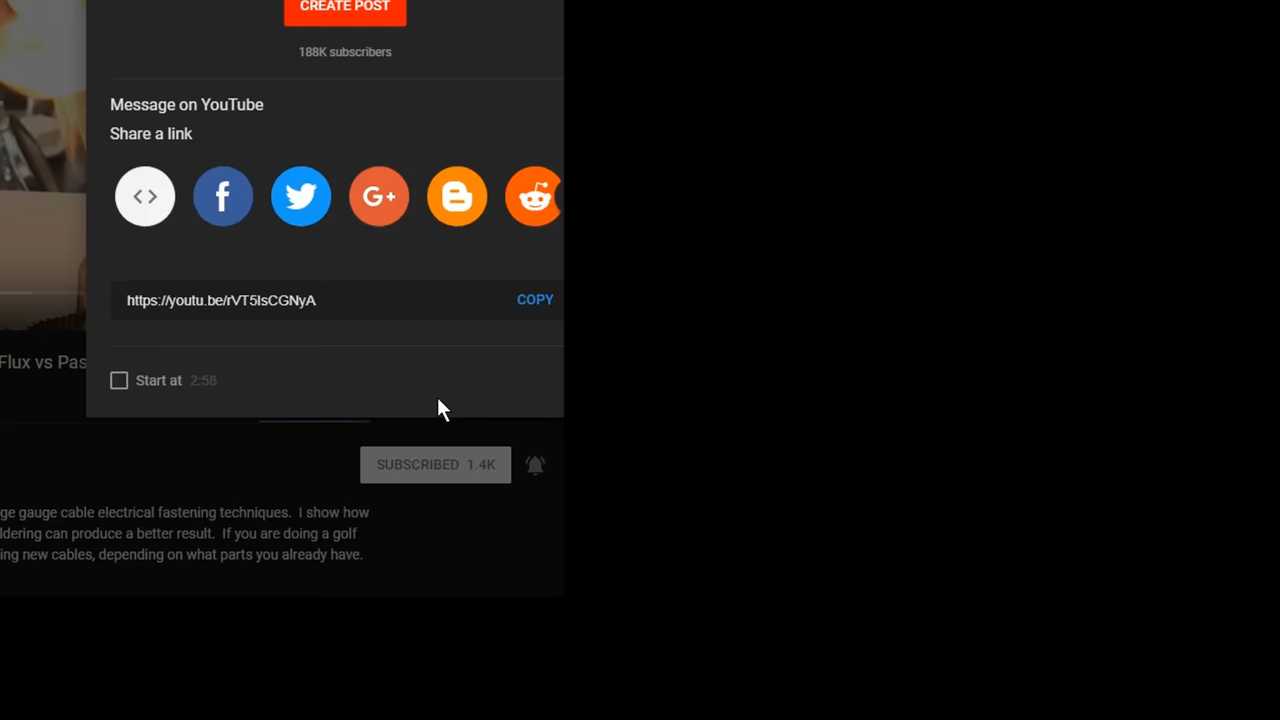 CREATE POST
188K subscribers
Message on YouTube
Share a link
f
G+
https://youtu.be/rVT5IsCGNyA
COPY
Flux vs Pas
Start at 2:58
SUBSCRIBED 1.4K
ge gauge cable electrical fastening techniques. I show how
ldering can produce a better result. If you are doing a golf
ing new cables, depending on what parts you already have.